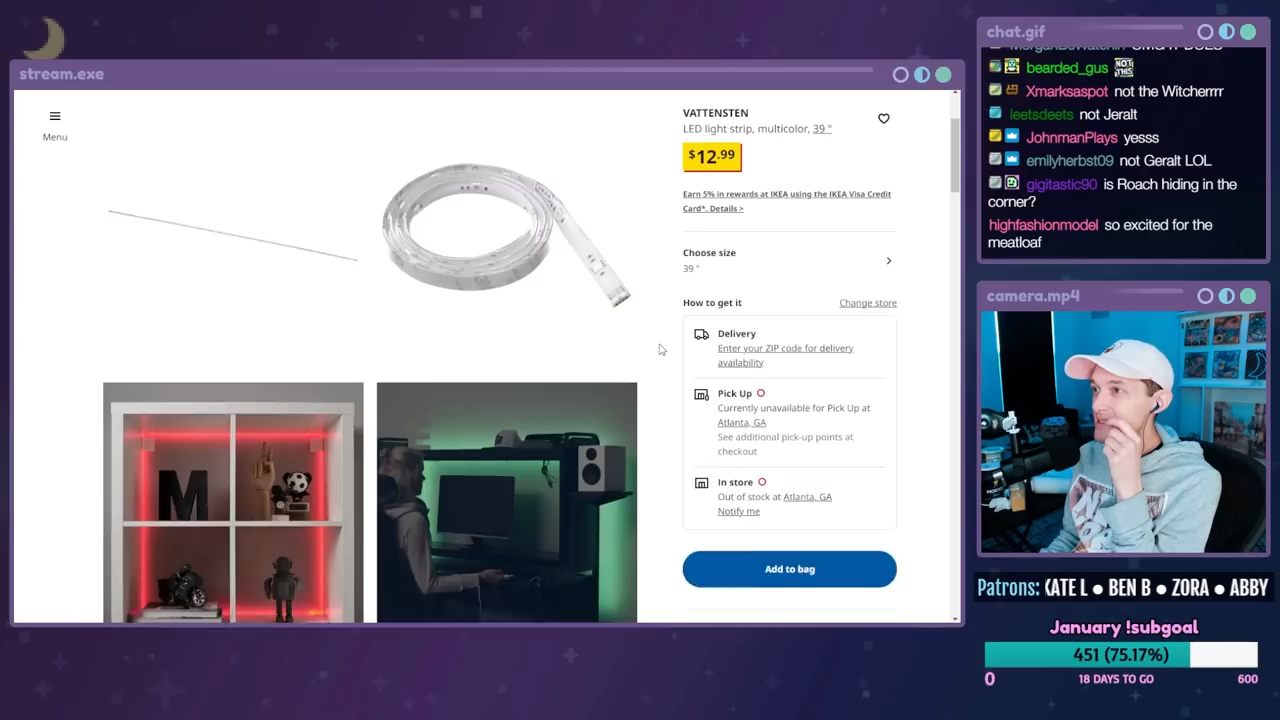 stream.exe
Menu
VATTENSTEN
LED light strip, multicolor, 39 "
$12.99
Earn 5% in rewards at IKEA using the IKEA Visa Credit
Card*. Details >
Choose size
39 "
How to get it
Change store
Delivery
Enter your ZIP code for delivery
availability
Pick Up
Currently unavailable for Pick Up at
Atlanta, GA
See additional pick-up points at
checkout
In store
Out of stock at Atlanta, GA
Notify me
Add to bag
M
chat.gif
bearded_gus NOT THIS
Xmarksaspot not the Witcherrrr
leetsdeets not Jeralt
JohnmanPlays yesss
emilyherbst09 not Geralt LOL
gigitastic90 is Roach hiding in the
corner?
highfashionmodel so excited for the
meatloaf
camera.mp4
Patrons: KATE L ● BEN B ● ZORA ● ABBY
January !subgoal
451 (75.17%)
0
18 DAYS TO GO
600